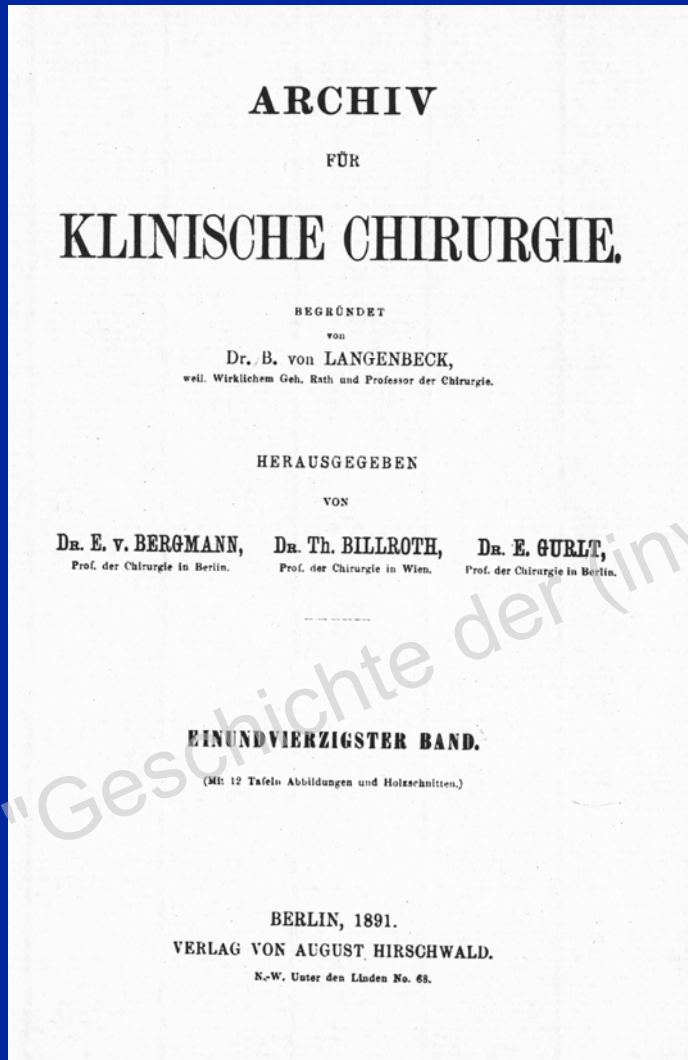 ARCHIV
FÜR
KLINISCHE CHIRURGIE.
BEGRÜNDET
von
Dr. B. von LANGENBECK,
weil. Wirklichem Geh. Rath und Professor der Chirurgie.
HERAUSGEGEBEN
VON
DR. E. v. BERGMANN, DR. Th. BILLROTH, DR. E. GURLT,
Prof. der Chirurgie in Berlin. Prof. der Chirurgie in Wien. Prof. der Chirurgie in Berlin.
EINUNDVIERZIGSTER BAND.
(Mit 12 Tafeln Abbildungen und Holzschnitten.)
"Geschichte der (inv
BERLIN, 1891.
VERLAG VON AUGUST HIRSCHWALD.
N.-W. Unter den Linden No. 68.